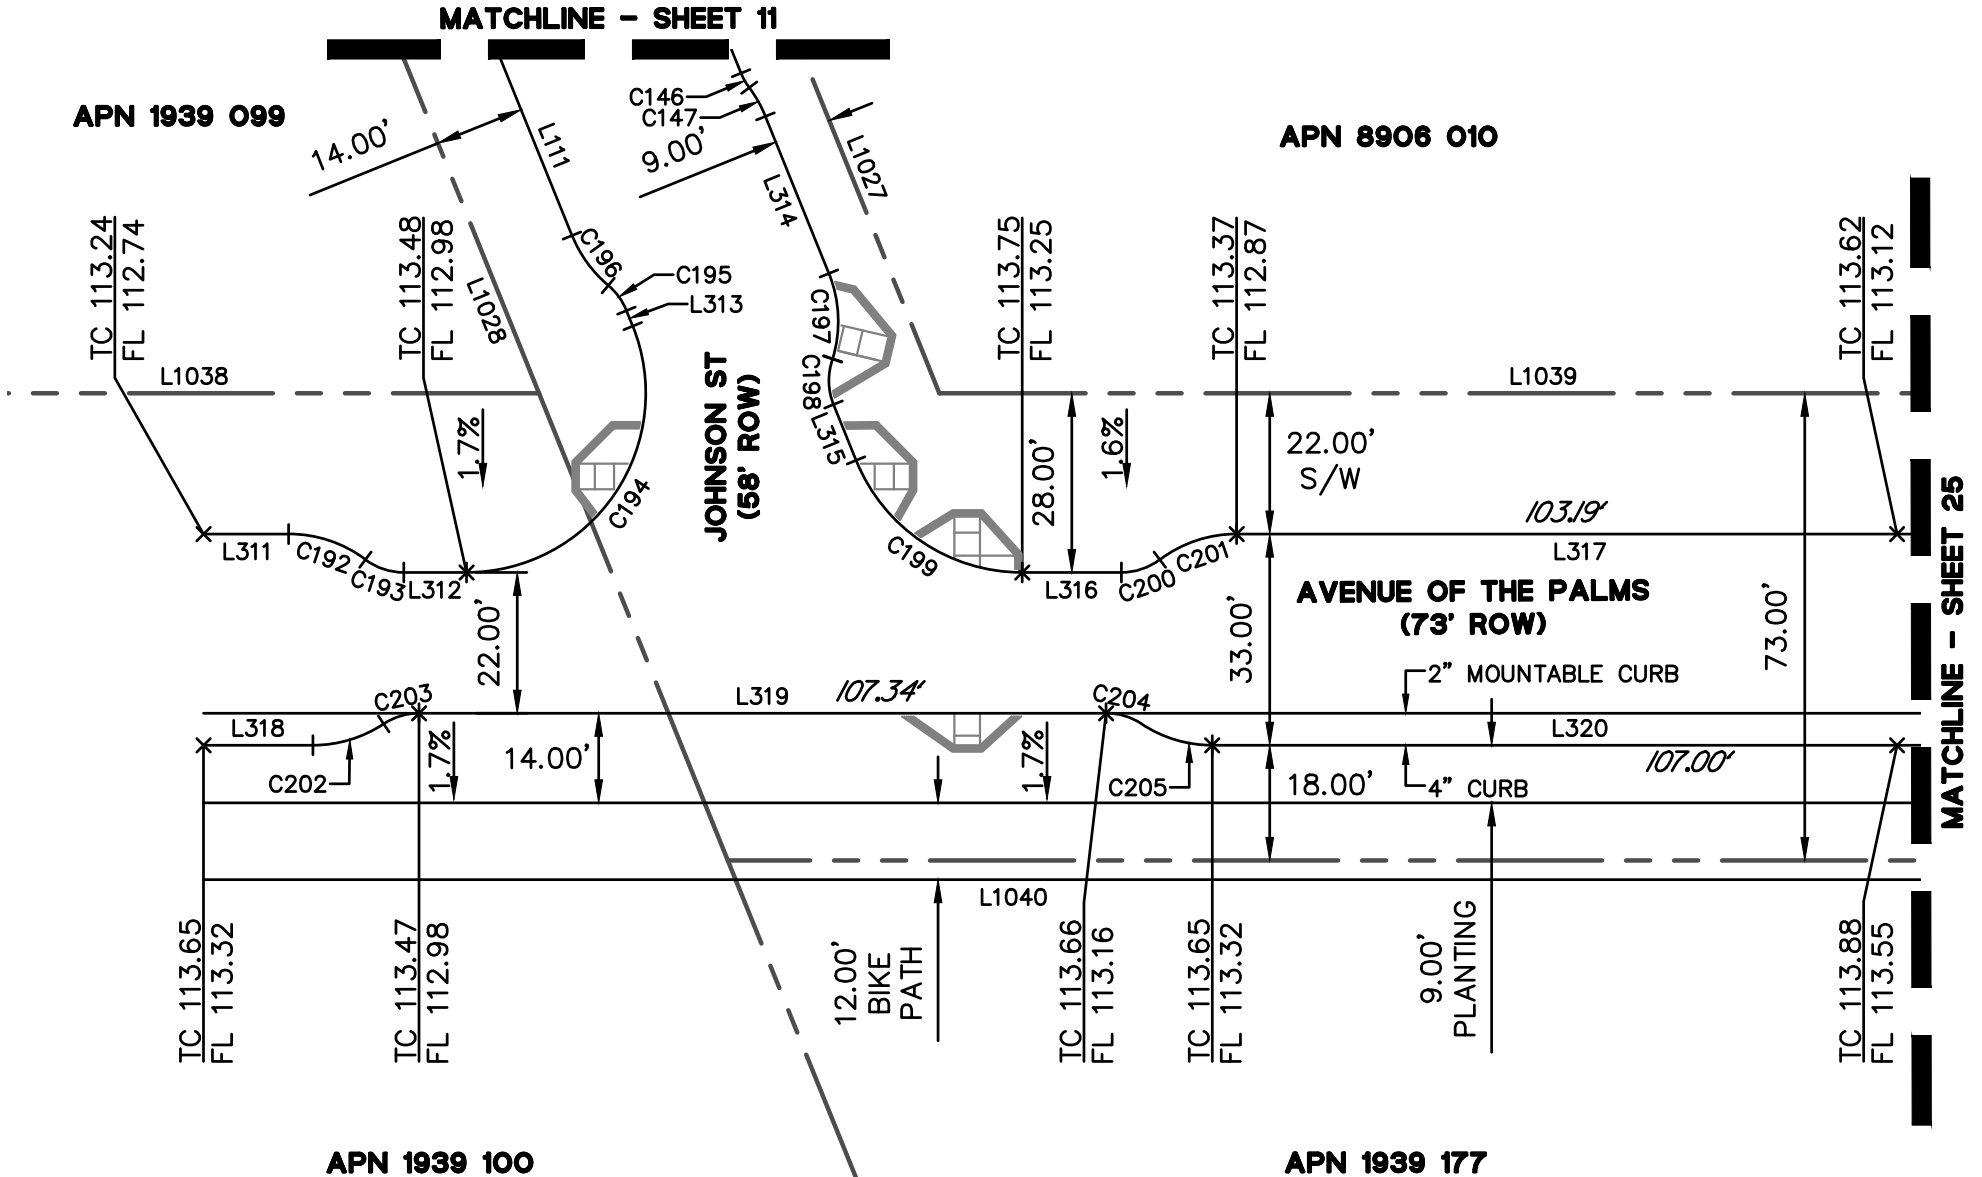 MATCHLINE - SHEET 11
APN 1939 099
APN 8906 010
C146
C147
14.00'
9.00'
L111
L314
L1027
C196
C195
L313
L1028
C197
C198
L315
TC 113.24
FL 112.74
TC 113.48
FL 112.98
TC 113.75
FL 113.25
TC 113.37
FL 112.87
TC 113.62
FL 113.12
L1038
L1039
1.7%
JOHNSON ST
(58' ROW)
28.00'
1.6%
22.00'
S/W
103.19'
C194
C199
L311
C192
C193
L312
L316
C200
C201
L317
AVENUE OF THE PALMS
(73' ROW)
22.00'
33.00'
73.00'
2" MOUNTABLE CURB
MATCHLINE - SHEET 25
C203
L319
107.34'
C204
L318
L320
1.7%
14.00'
1.7%
107.00'
C202
C205
18.00'
4" CURB
L1040
TC 113.65
FL 113.32
TC 113.47
FL 112.98
12.00'
BIKE
PATH
TC 113.66
FL 113.16
TC 113.65
FL 113.32
9.00'
PLANTING
TC 113.88
FL 113.55
APN 1939 100
APN 1939 177